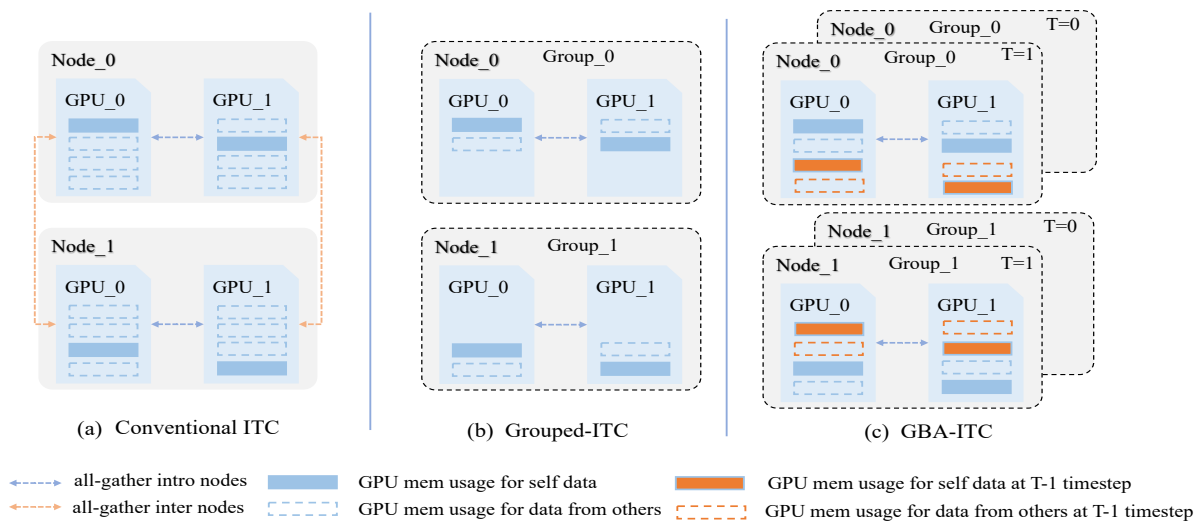 Node_0
GPU_0
GPU_1
Node_1
GPU_0
GPU_1
(a) Conventional ITC
Node_0 Group_0
GPU_0
GPU_1
Node_1 Group_1
GPU_0
GPU_1
(b) Grouped-ITC
Node_0 Group_0 T=0
Node_0 Group_0 T=1
GPU_0
GPU_1
Node_1 Group_1 T=0
Node_1 Group_1 T=1
GPU_0
GPU_1
(c) GBA-ITC
all-gather intro nodes
all-gather inter nodes
GPU mem usage for self data
GPU mem usage for data from others
GPU mem usage for self data at T-1 timestep
GPU mem usage for data from others at T-1 timestep